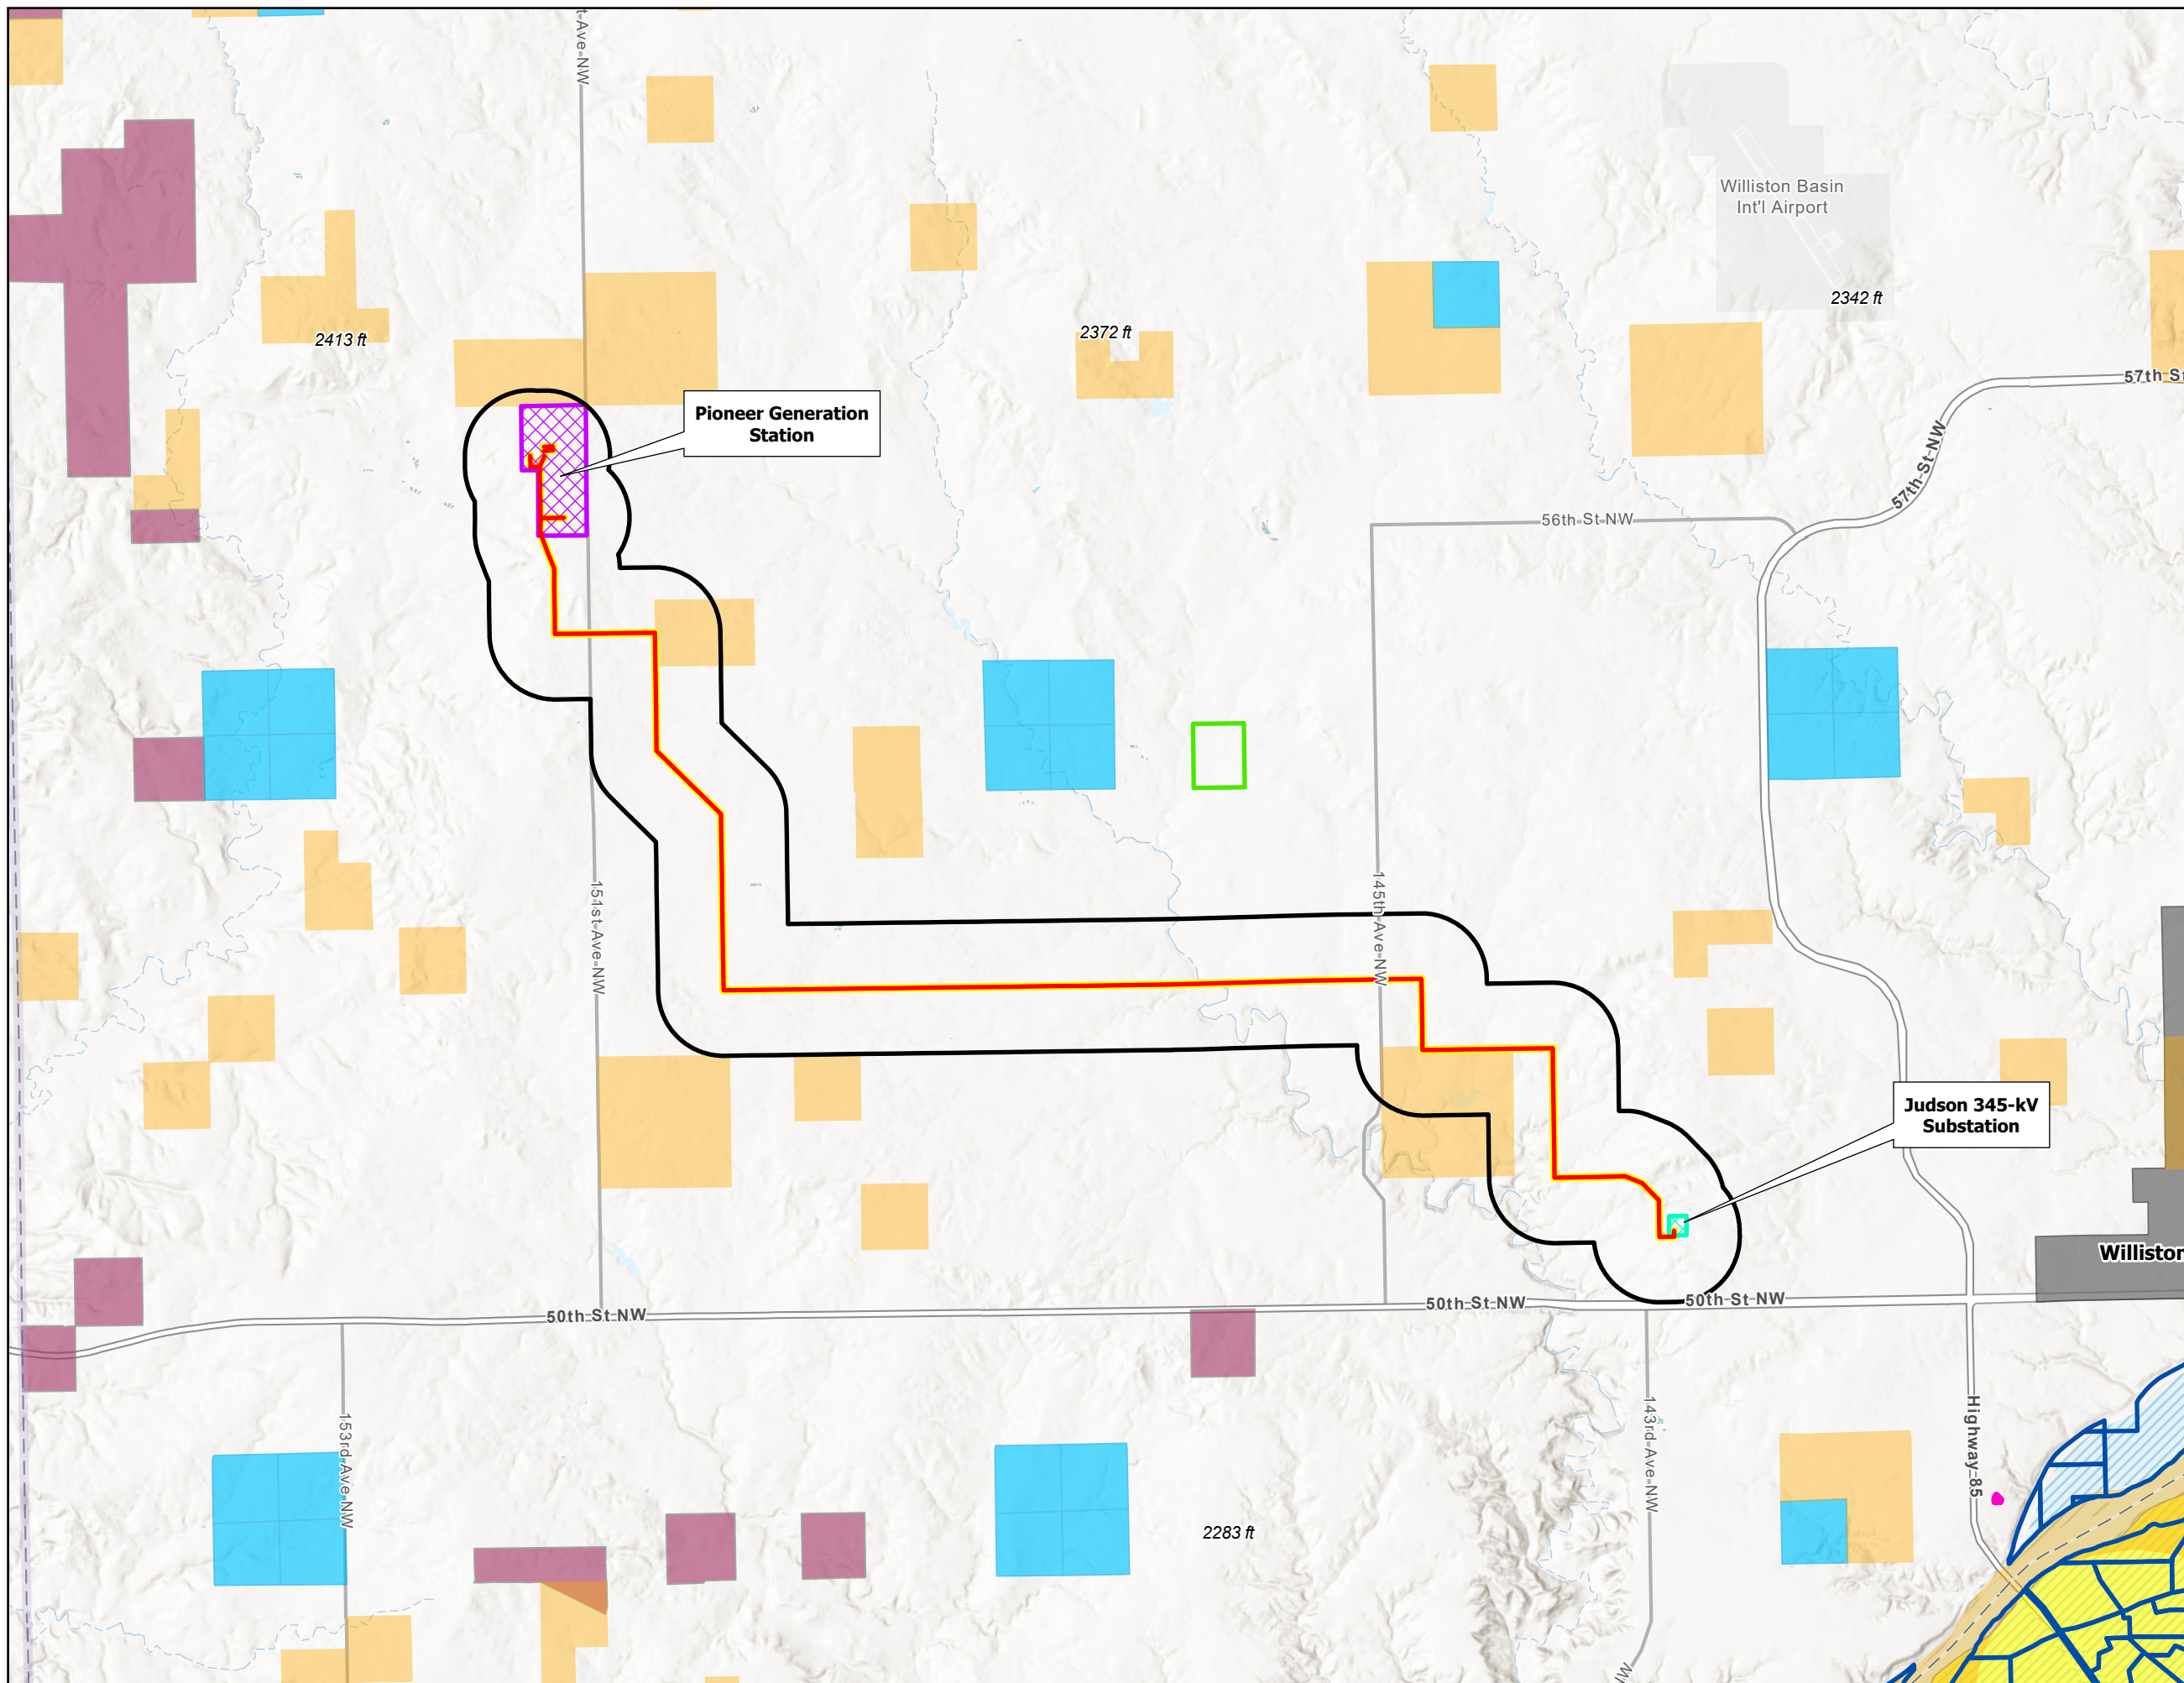 t-Ave-NW
Williston Basin
Int'l Airport
2342 ft
2413 ft
2372 ft
57th S
Pioneer Generation
Station
57th-St-NW
56th-St-NW
145th-Ave-NW
151st-Ave-NW
Judson 345-kV
Substation
Williston
50th St NW
50th St NW
50th St NW
153rd-Ave-NW
143rd-Ave-NW
Highway-85
2283 ft